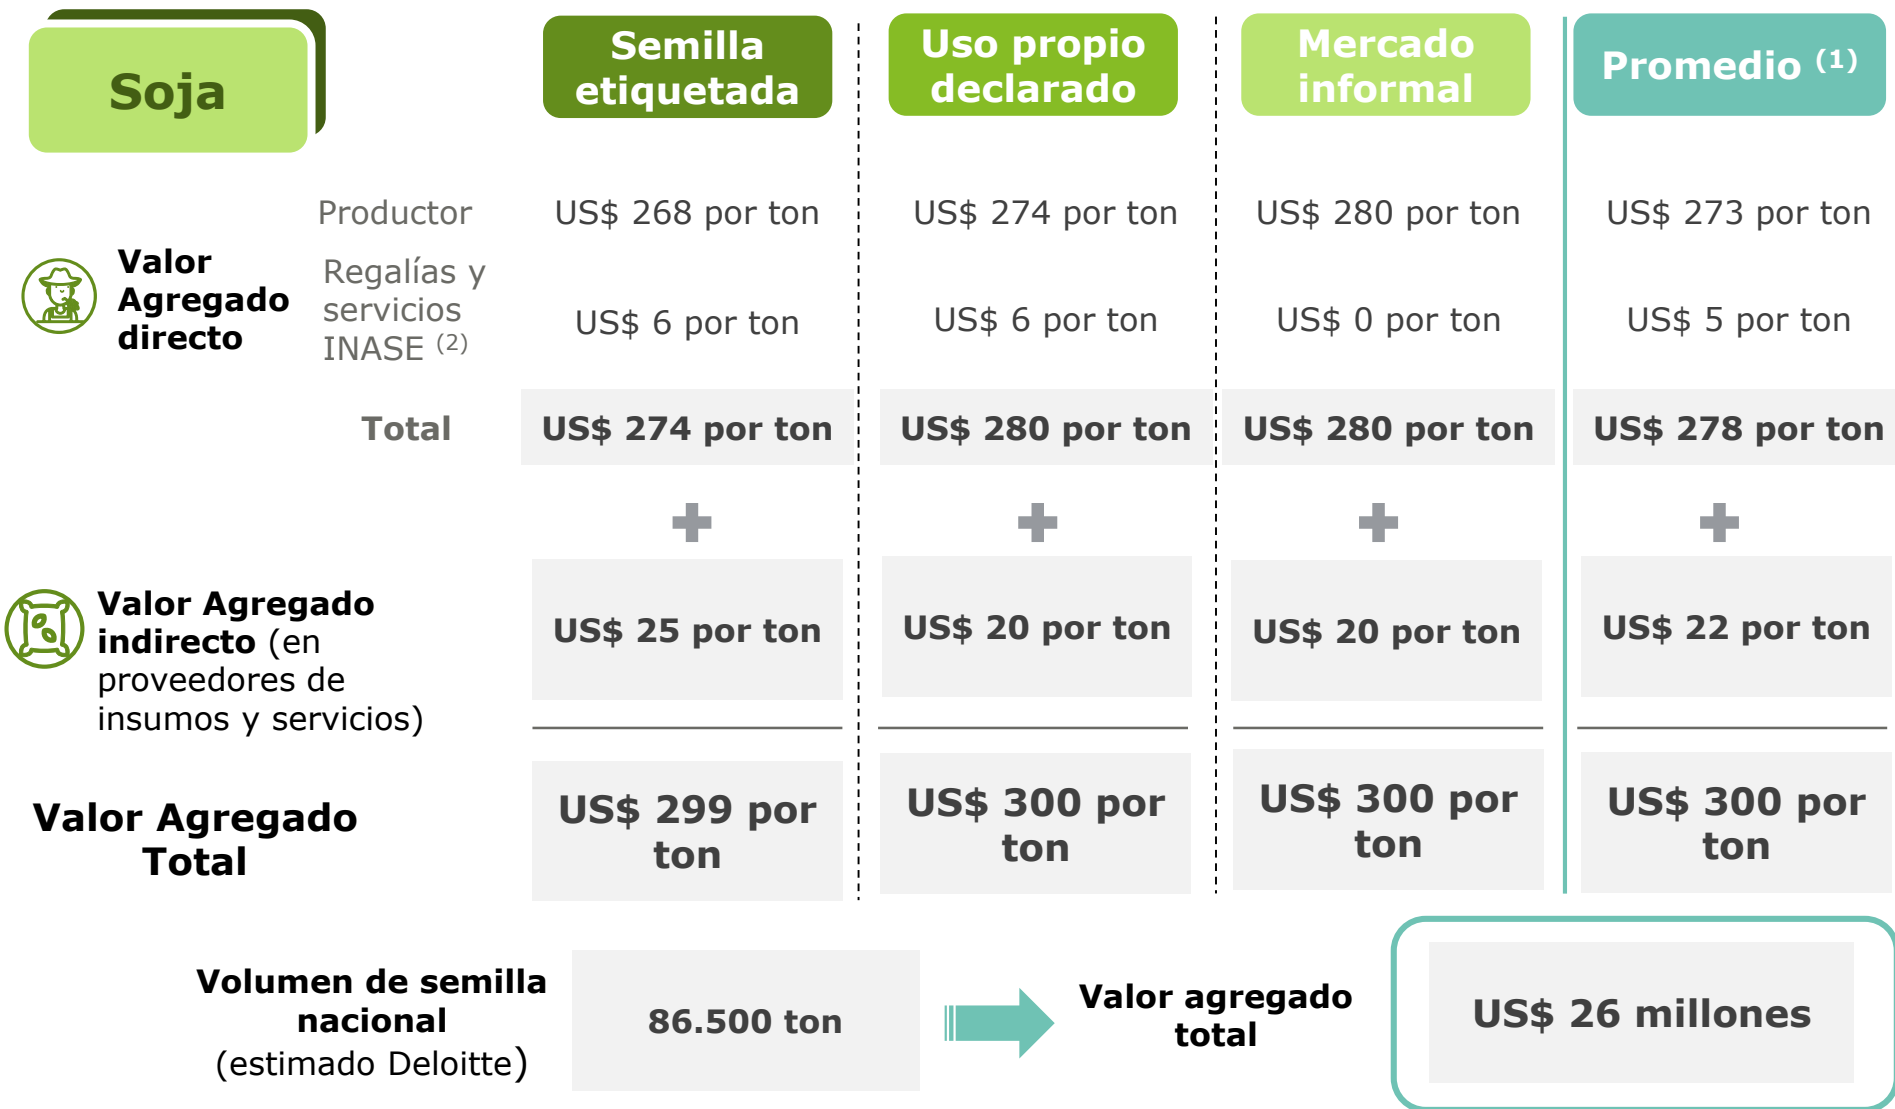 Soja
Semilla
etiquetada
Uso propio
declarado
Mercado
informal
Promedio (1)
Valor
Agregado
directo
Productor
US$ 268 por ton
US$ 274 por ton
US$ 280 por ton
US$ 273 por ton
Regalías y
servicios
INASE (2)
US$ 6 por ton
US$ 6 por ton
US$ 0 por ton
US$ 5 por ton
Total
US$ 274 por ton
US$ 280 por ton
US$ 280 por ton
US$ 278 por ton
Valor Agregado
indirecto (en
proveedores de
insumos y servicios)
US$ 25 por ton
US$ 20 por ton
US$ 20 por ton
US$ 22 por ton
Valor Agregado
Total
US$ 299 por
ton
US$ 300 por
ton
US$ 300 por
ton
US$ 300 por
ton
Volumen de semilla
nacional
(estimado Deloitte)
86.500 ton
Valor agregado
total
US$ 26 millones